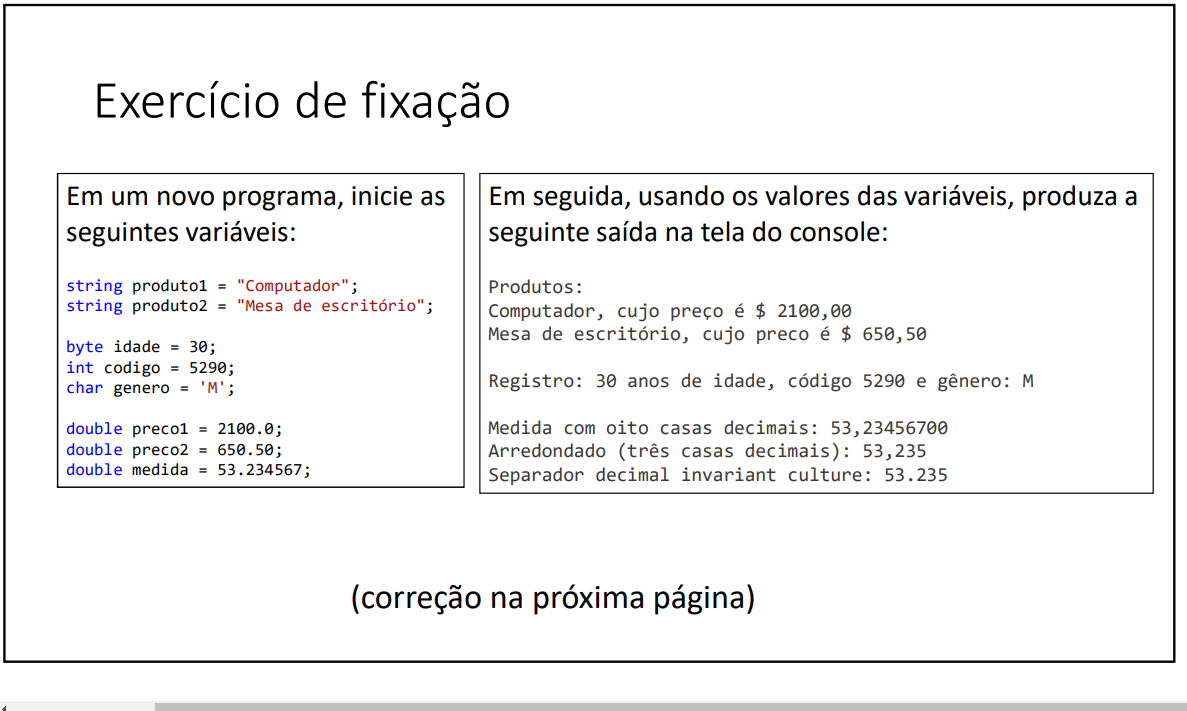 Exercício de fixação
Em um novo programa, inicie as
seguintes variáveis:
string produto1 = "Computador";
string produto2 = "Mesa de escritório";
byte idade = 30;
int codigo = 5290;
char genero = 'M';
double preco1 = 2100.0;
double preco2 = 650.50;
double medida = 53.234567;
Em seguida, usando os valores das variáveis, produza a
seguinte saída na tela do console:
Produtos:
Computador, cujo preço é $ 2100,00
Mesa de escritório, cujo preco é $ 650,50
Registro: 30 anos de idade, código 5290 e gênero: M
Medida com oito casas decimais: 53,23456700
Arredondado (três casas decimais): 53,235
Separador decimal invariant culture: 53.235
(correção na próxima página)